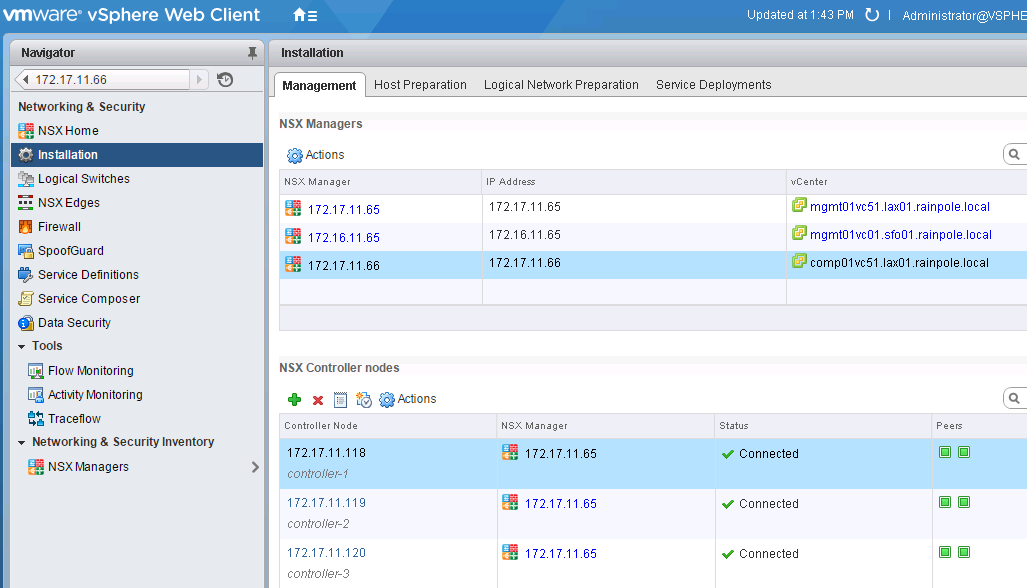 vmware® vSphere Web Client
Updated at 1:43 PM | Administrator@VSPHE
Navigator
172.17.11.66
Networking & Security
NSX Home
Installation
Logical Switches
NSX Edges
Firewall
SpoofGuard
Service Definitions
Service Composer
Data Security
Tools
Flow Monitoring
Activity Monitoring
Traceflow
Networking & Security Inventory
NSX Managers
Installation
Management Host Preparation Logical Network Preparation Service Deployments
NSX Managers
Actions
NSX Manager IP Address vCenter
172.17.11.65 172.17.11.65 mgmt01vc51.lax01.rainpole.local
172.16.11.65 172.16.11.65 mgmt01vc01.sfo01.rainpole.local
172.17.11.66 172.17.11.66 comp01vc51.lax01.rainpole.local
NSX Controller nodes
Actions
Controller Node NSX Manager Status Peers
172.17.11.118 172.17.11.65 Connected
controller-1
172.17.11.119 172.17.11.65 Connected
controller-2
172.17.11.120 172.17.11.65 Connected
controller-3